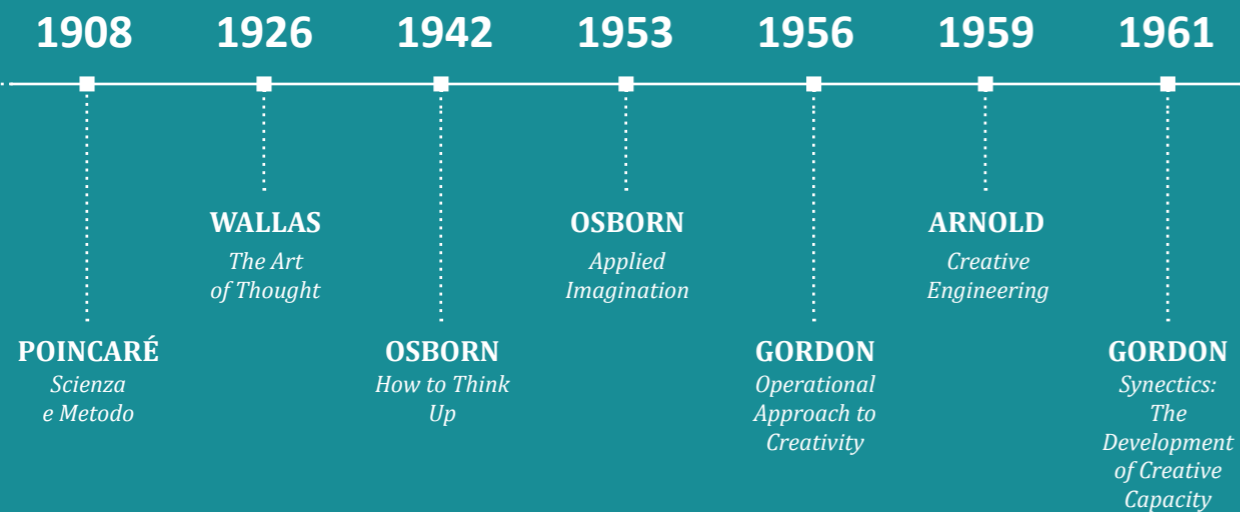 1908
1926
1942
1953
1956
1959
1961
WALLAS
The Art
of Thought
OSBORN
Applied
Imagination
ARNOLD
Creative
Engineering
POINCARÉ
Scienza
e Metodo
OSBORN
How to Think
Up
GORDON
Operational
Approach to
Creativity
GORDON
Synectics:
The
Development
of Creative
Capacity